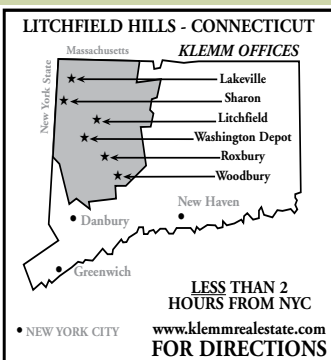 LITCHFIELD HILLS - CONNECTICUT
Massachusetts
KLEMM OFFICES
New York State
Lakeville
Sharon
Litchfield
Washington Depot
Roxbury
Woodbury
New Haven
• Danbury
• Greenwich
LESS THAN 2
HOURS FROM NYC
• NEW YORK CITY
www.klemmrealestate.com
FOR DIRECTIONS